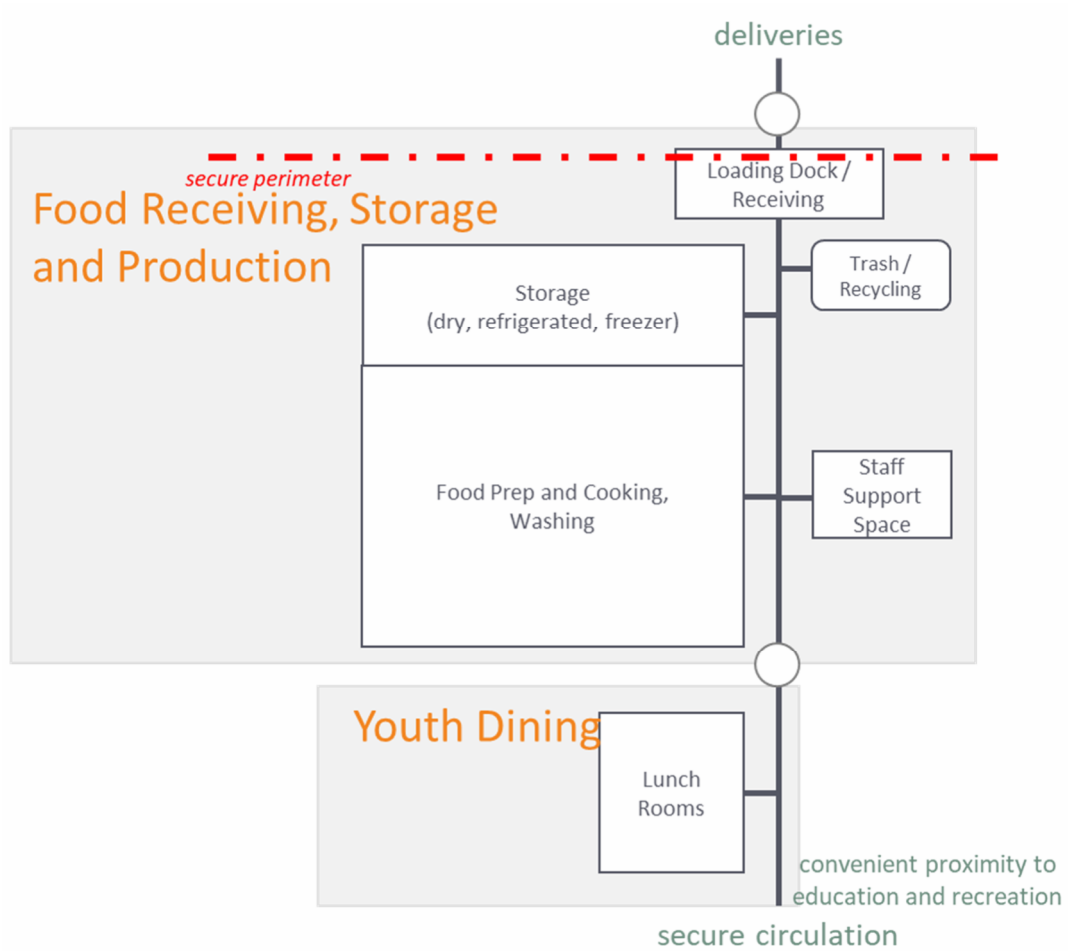 deliveries
secure perimeter
Loading Dock /
Receiving
Food Receiving, Storage
and Production
Trash /
Recycling
Storage
(dry, refrigerated, freezer)
Food Prep and Cooking,
Washing
Staff
Support
Space
Youth Dining
Lunch
Rooms
convenient proximity to
education and recreation
secure circulation